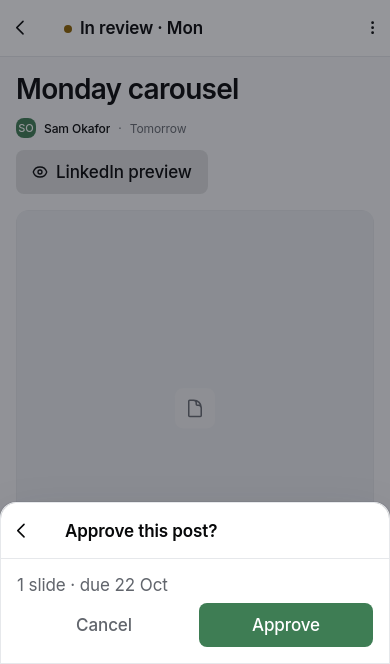 In review · Mon
Monday carousel
SO Sam Okafor · Tomorrow
LinkedIn preview
Approve this post?
1 slide · due 22 Oct
Cancel Approve